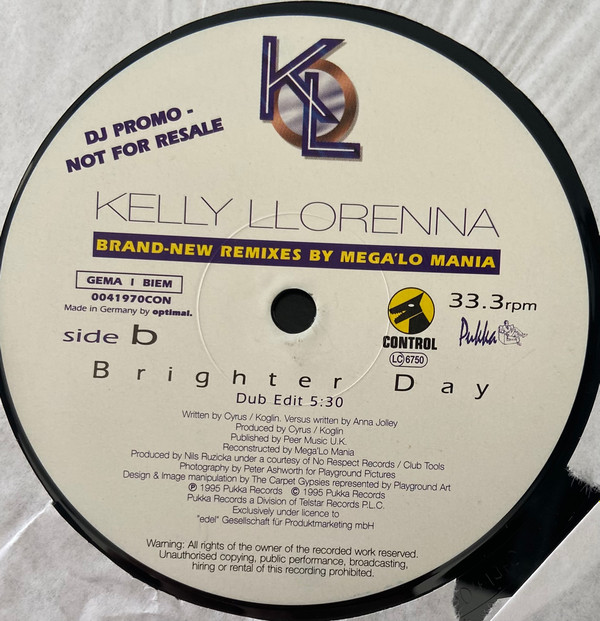 KL
DJ PROMO -
NOT FOR RESALE
KELLY LLORENNA
BRAND-NEW REMIXES BY MEGA'LO MANIA
GEMA | BIEM
0041970CON
Made in Germany by optimal.
side b
CONTROL
LC 6750
33.3rpm
Pukka
Brighter Day
Dub Edit 5:30
Written by Cyrus / Koglin. Versus written by Anna Jolley
Produced by Cyrus / Koglin
Published by Peer Music U.K.
Reconstructed by Mega'Lo Mania
Produced by Nils Ruzicka under a courtesy of No Respect Records / Club Tools
Photography by Peter Ashworth for Playground Pictures
Design & Image manipulation by The Carpet Gypsies represented by Playground Art
℗ 1995 Pukka Records © 1995 Pukka Records
Pukka Records a Division of Telstar Records P.L.C.
Exclusively under licence to
"edel" Gesellschaft für Produktmarketing mbH
Warning: All rights of the owner of the recorded work reserved.
Unauthorised copying, public performance, broadcasting,
hiring or rental of this recording prohibited.